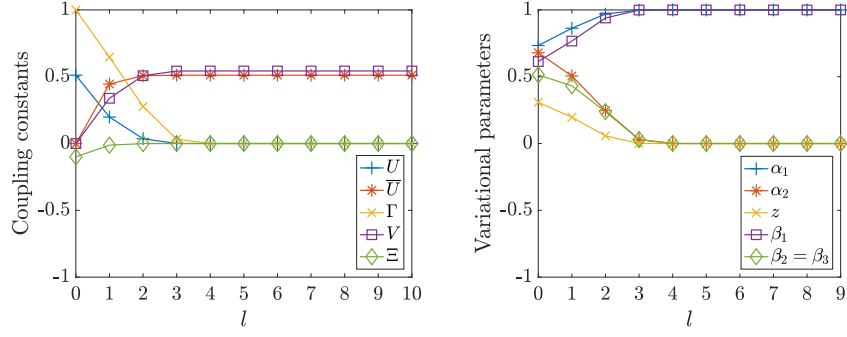 Coupling constants
1
0.5
0
-0.5
-1
0 1 2 3 4 5 6 7 8 9 10
l
U
U̅
Γ
V
Ξ
Variational parameters
1
0.5
0
-0.5
-1
0 1 2 3 4 5 6 7 8 9
l
α₁
α₂
z
β₁
β₂ = β₃